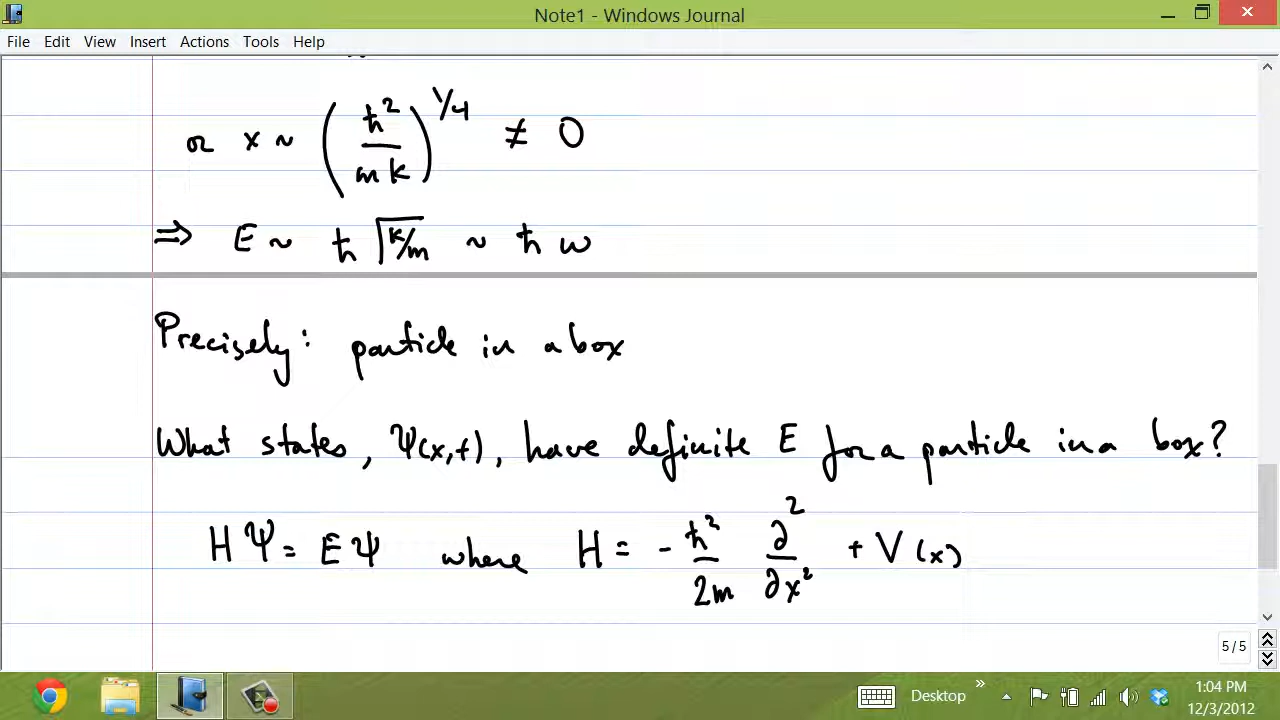 Note1 - Windows Journal
File Edit View Insert Actions Tools Help
or x ~ (ħ²/mk)^1/4 ≠ 0
⇒ E ~ ħ √k/m ~ ħ ω
Precisely: particle in a box
What states, Ψ(x,t), have definite E for a particle in a box?
HΨ = EΨ where H = -ħ²/2m ∂²/∂x² + V(x)
5 / 5
Desktop
1:04 PM
12/3/2012